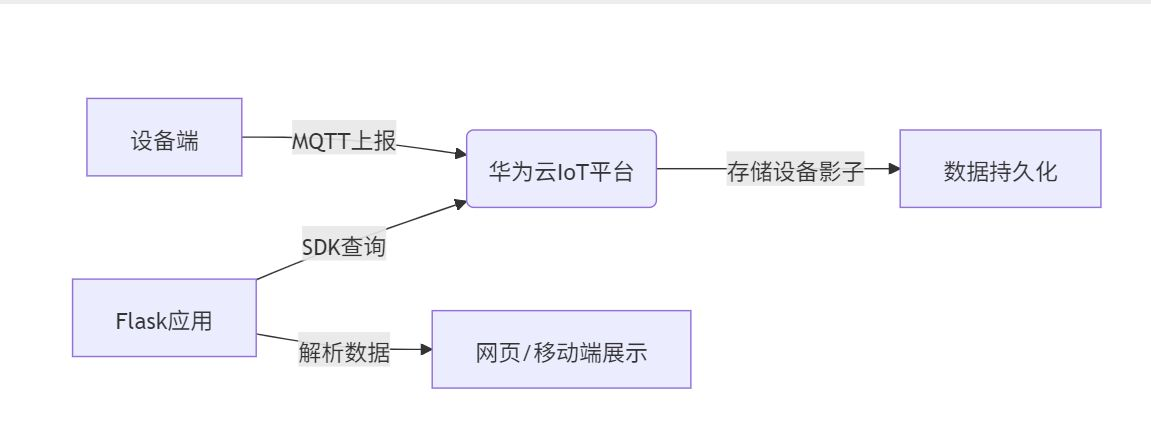 设备端
MQTT上报
华为云IoT平台
存储设备影子
数据持久化
SDK查询
Flask应用
解析数据
网页/移动端展示